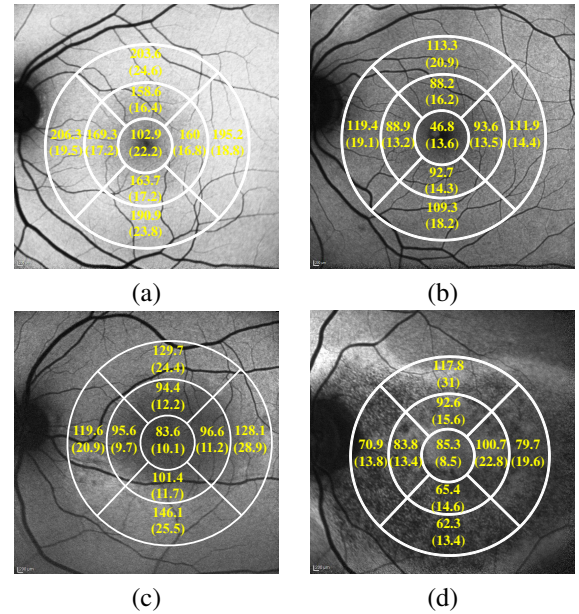 203.6
(24.6)
168.6
(16.4)
206.3 169.3 102.9 160 195.2
(19.5) (17.2) (22.2) (16.8) (18.8)
163.7
(17.2)
190.9
(23.8)
(a)
113.3
(20.9)
88.2
(16.2)
119.4 88.9 46.8 93.6 111.9
(19.1) (13.2) (13.6) (13.5) (14.4)
92.7
(14.3)
109.3
(18.2)
(b)
129.7
(24.4)
94.4
(12.2)
119.6 95.6 83.6 96.6 128.1
(20.9) (9.7) (10.1) (11.2) (28.9)
101.4
(11.7)
146.1
(25.5)
200 µm
(c)
117.8
(31)
92.6
(15.6)
70.9 83.8 85.3 100.7 79.7
(13.8) (13.4) (8.5) (22.8) (19.6)
65.4
(14.6)
62.3
(13.4)
200 µm
(d)